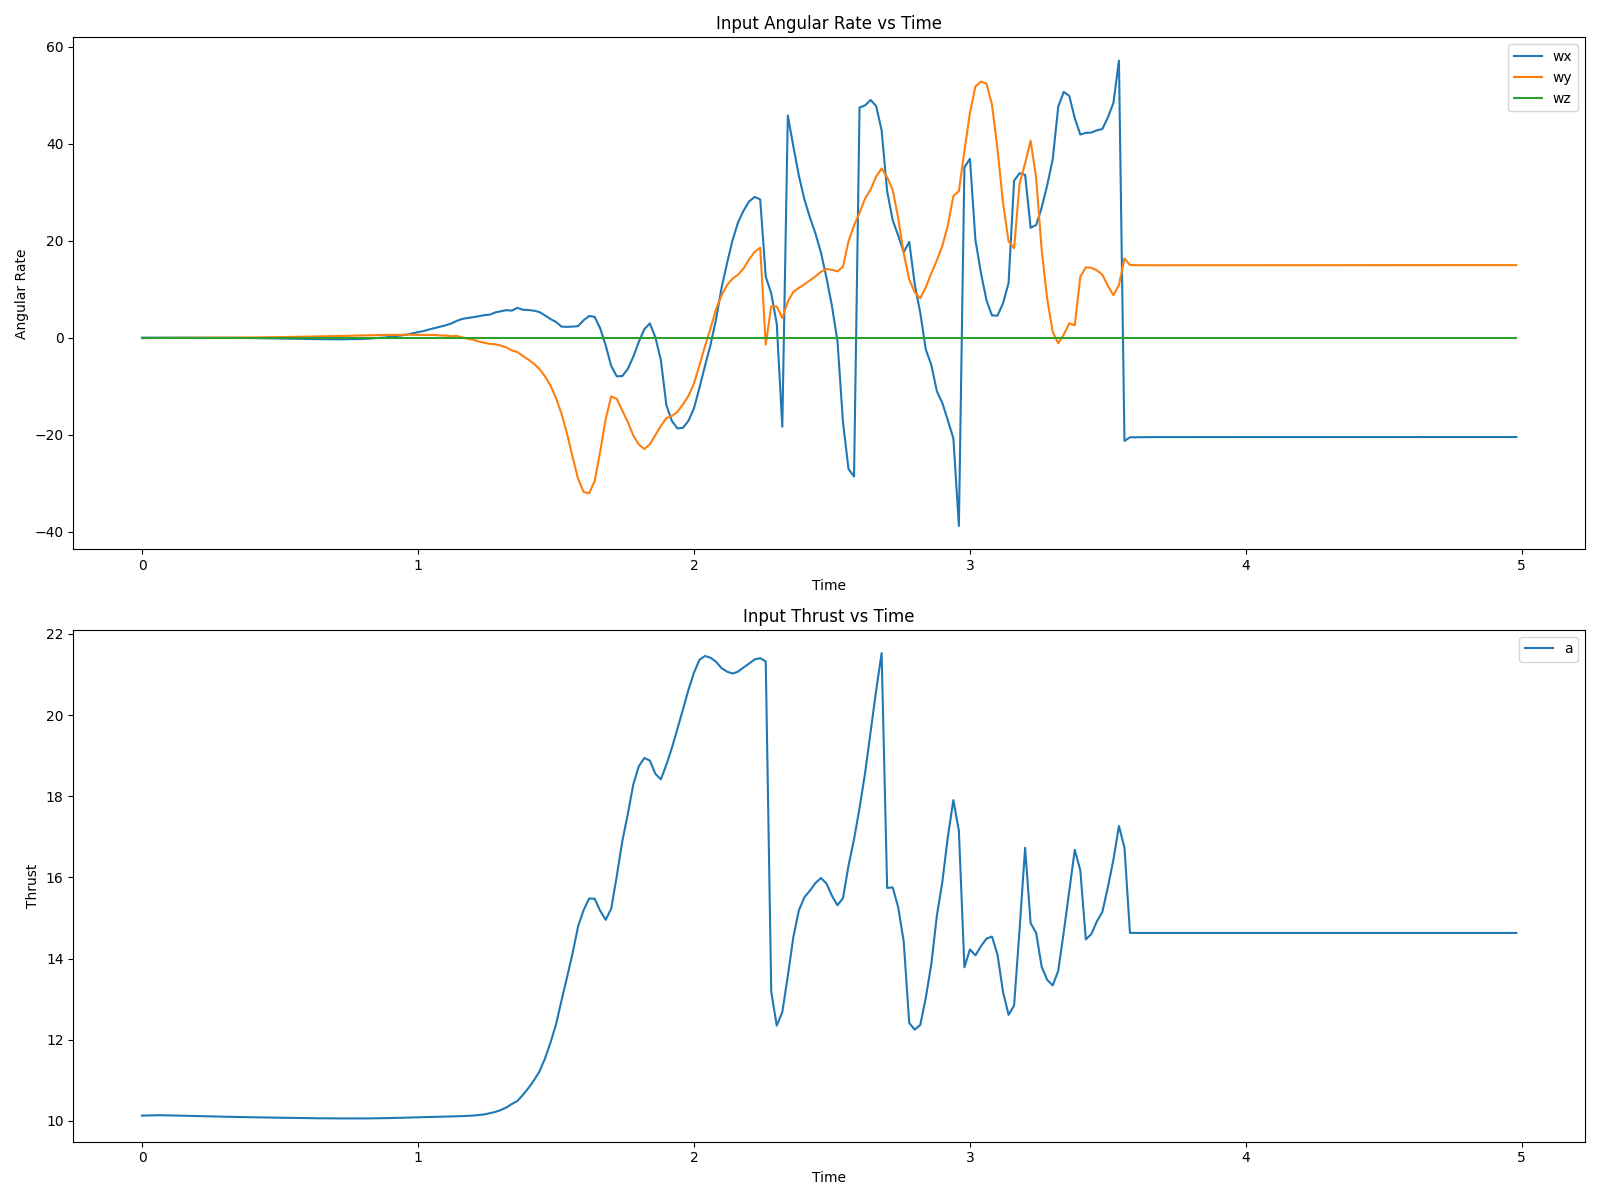 Input Angular Rate vs Time
Angular Rate
60
40
20
0
−20
−40
wx
wy
wz
0 1 2 3 4 5
Time
Input Thrust vs Time
Thrust
22
20
18
16
14
12
10
a
0 1 2 3 4 5
Time